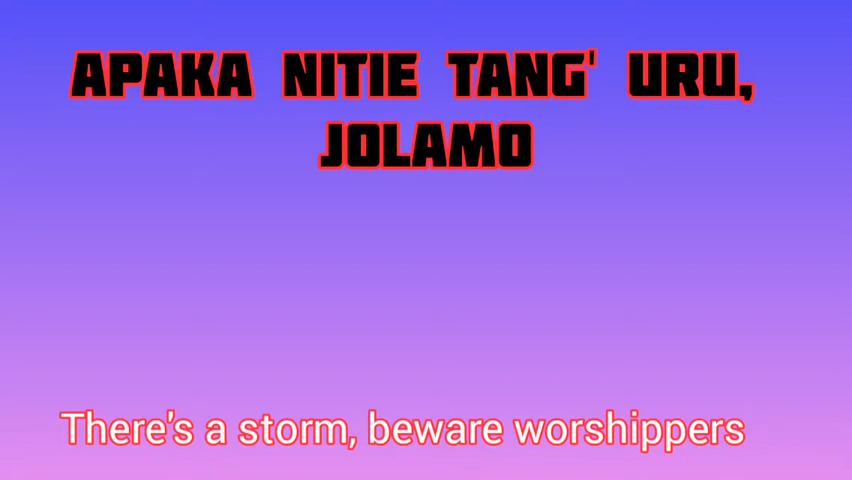 APAKA NITIE TANG' URU,
JOLAMO
There's a storm, beware worshippers